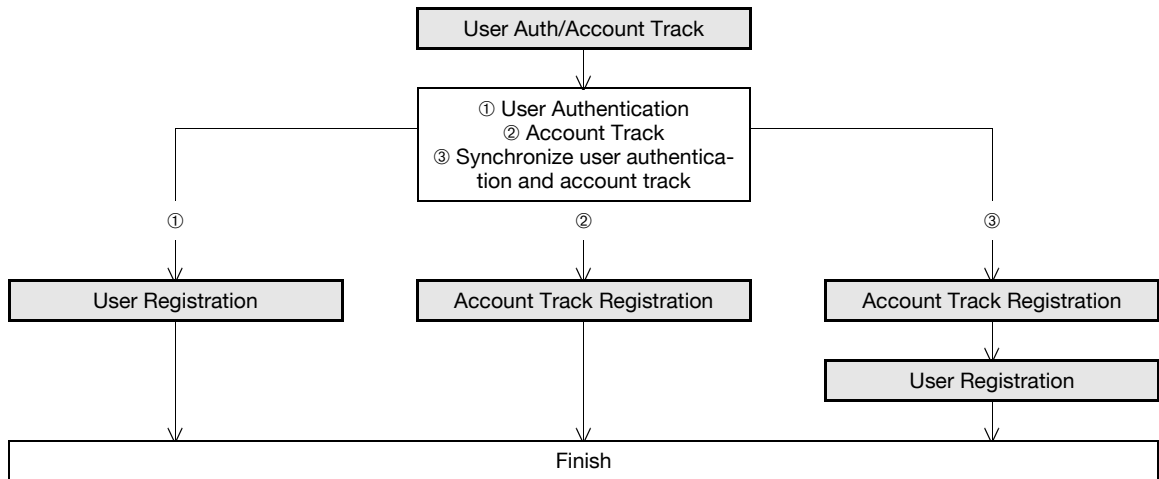 User Auth/Account Track
① User Authentication
② Account Track
③ Synchronize user authentica-
tion and account track
① ② ③
User Registration Account Track Registration Account Track Registration
User Registration
Finish